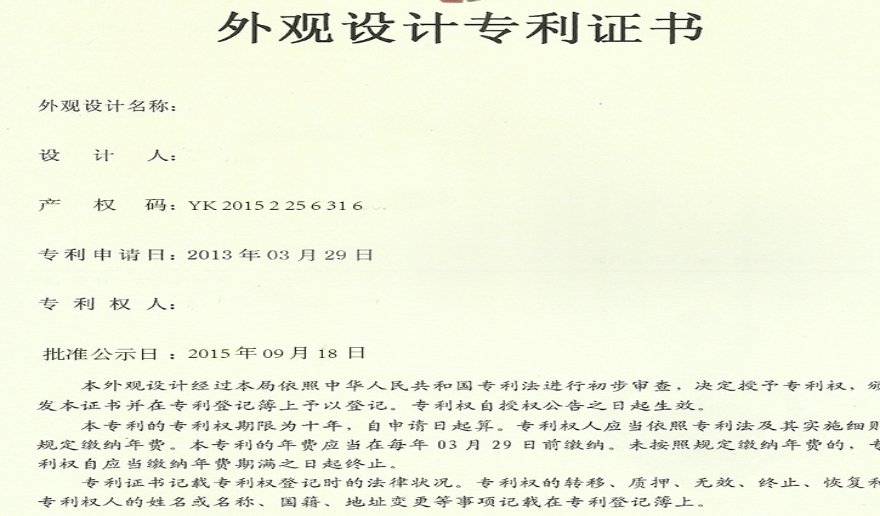 外观设计专利证书
外观设计名称：
设 计 人：
产 权 码：YK 2015 2 25 6 31 6
专利申请日：2013 年 03 月 29 日
专 利 权 人：
批准公示日：2015 年 09 月 18 日
本外观设计经过本局依照中华人民共和国专利法进行初步审查，决定授予专利权，颁
发本证书并在专利登记簿上予以登记。专利权自授权公告之日起生效。
本专利的专利权期限为十年，自申请日起算。专利权人应当依照专利法及其实施细则
规定缴纳年费。本专利的年费应当在每年 03 月 29 日前缴纳。未按照规定缴纳年费的，专
利权自应当缴纳年费期满之日起终止。
专利证书记载专利权登记时的法律状况。专利权的转移、质押、无效、终止、恢复和
专利权人的姓名或名称、国籍、地址变更等事项记载在专利登记簿上。